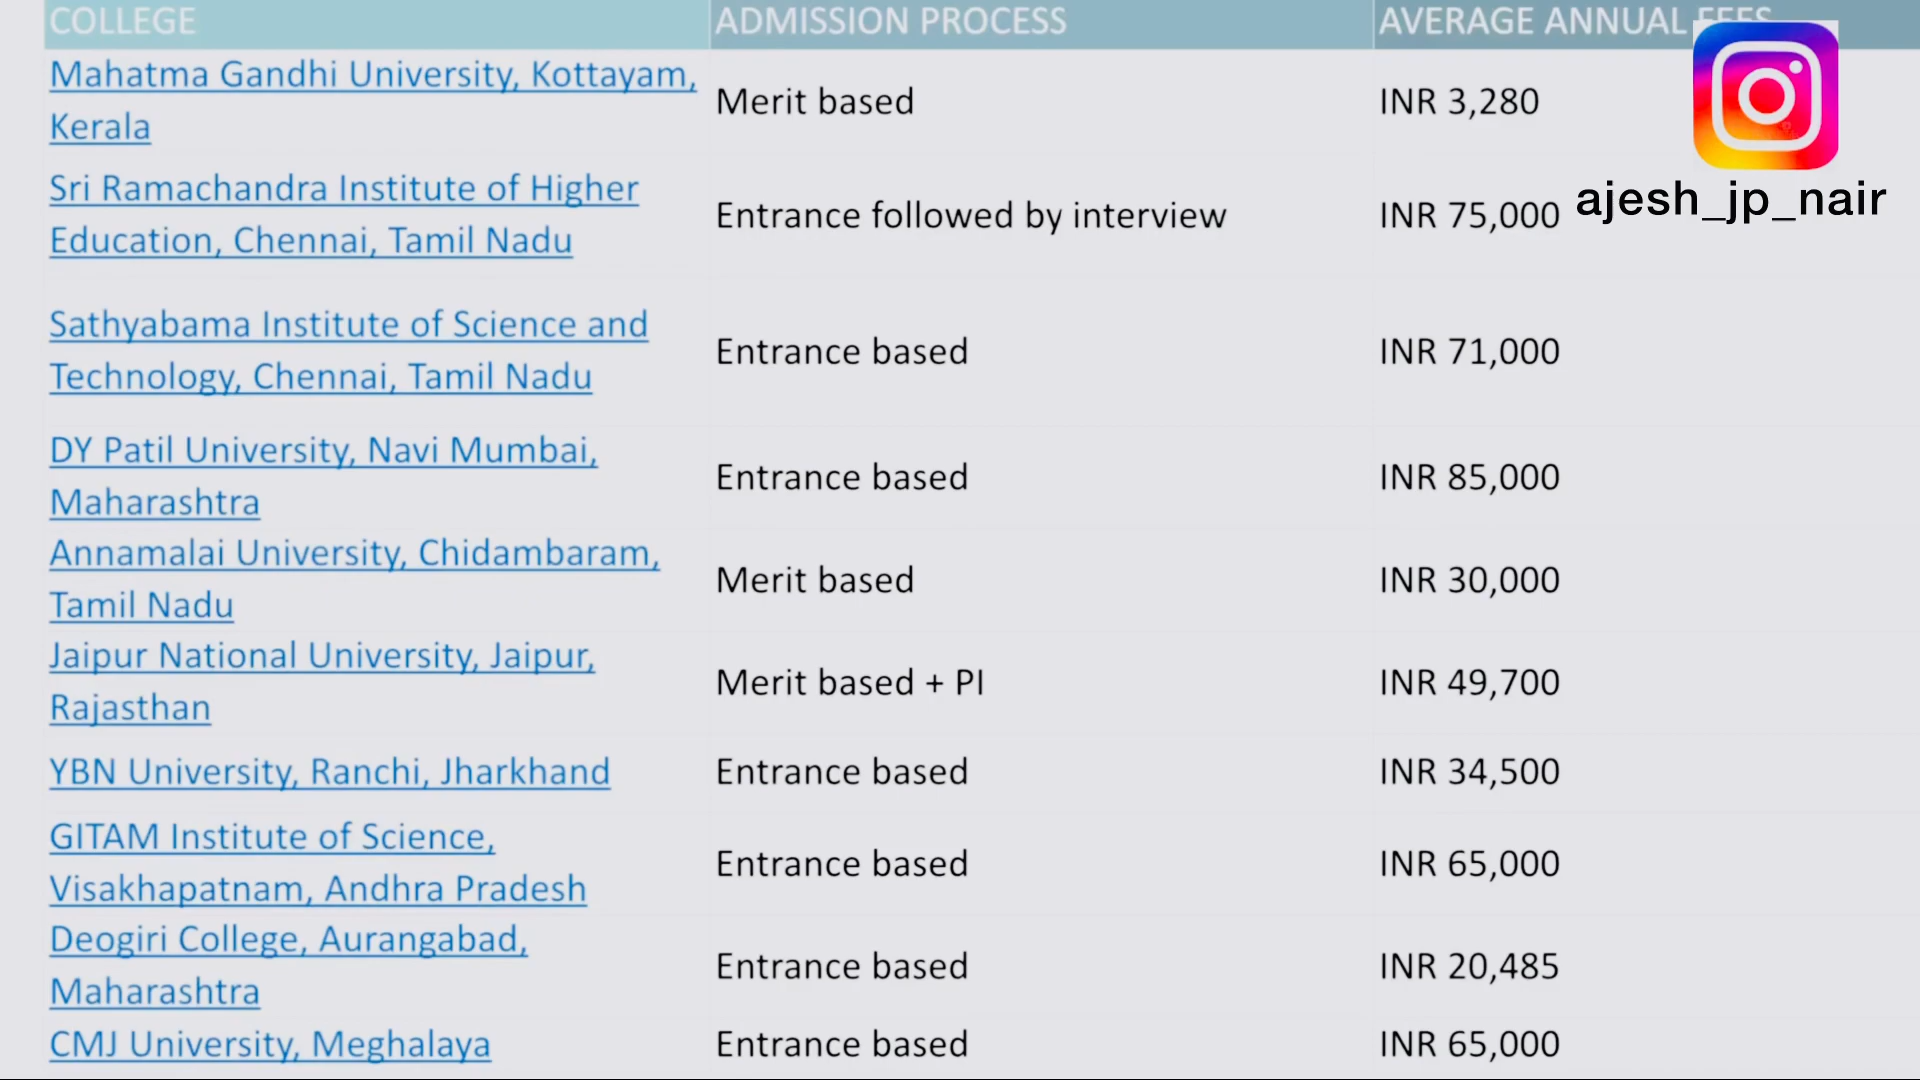 COLLEGE ADMISSION PROCESS AVERAGE ANNUAL FEES
Mahatma Gandhi University, Kottayam,
Kerala
Merit based
INR 3,280
Sri Ramachandra Institute of Higher
Education, Chennai, Tamil Nadu
Entrance followed by interview
INR 75,000
ajesh_jp_nair
Sathyabama Institute of Science and
Technology, Chennai, Tamil Nadu
Entrance based
INR 71,000
DY Patil University, Navi Mumbai,
Maharashtra
Entrance based
INR 85,000
Annamalai University, Chidambaram,
Tamil Nadu
Merit based
INR 30,000
Jaipur National University, Jaipur,
Rajasthan
Merit based + PI
INR 49,700
YBN University, Ranchi, Jharkhand
Entrance based
INR 34,500
GITAM Institute of Science,
Visakhapatnam, Andhra Pradesh
Entrance based
INR 65,000
Deogiri College, Aurangabad,
Maharashtra
Entrance based
INR 20,485
CMJ University, Meghalaya
Entrance based
INR 65,000